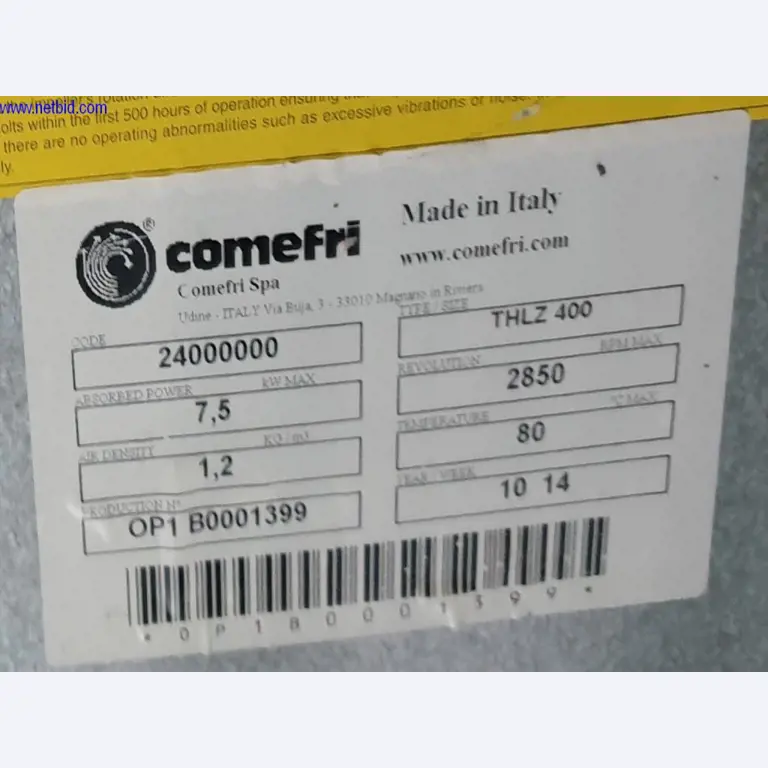 www.netbid.com
the impeller's rotation
olts within the first 500 hours of operation ensuring
there are no operating abnormalities such as excessive vibrations or noise.
ly.
comefri ®
Made in Italy
www.comefri.com
Comefri Spa
Udine - ITALY Via Buja, 3 - 33010 Magnano in Riviera
CODE
24000000
TYPE / SIZE
THLZ 400
ABSORBED POWER kW MAX
7,5
REVOLUTION RPM MAX
2850
AIR DENSITY KG / m³
1,2
TEMPERATURE °C MAX
80
PRODUCTION N°
OP1 B0001399
YEAR / WEEK
10 14
* 0 P 1 B 0 0 0 1 3 9 9 *